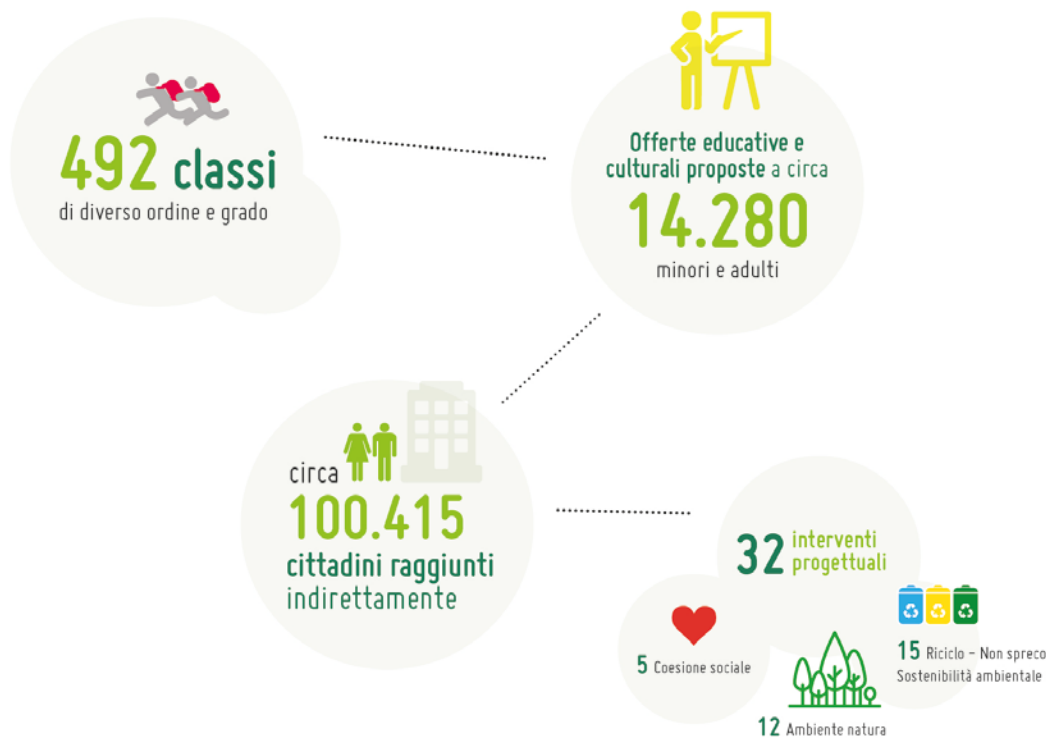 492 classi
di diverso ordine e grado
Offerte educative e
culturali proposte a circa
14.280
minori e adulti
circa
100.415
cittadini raggiunti
indirettamente
32 interventi
progettuali
5 Coesione sociale
15 Riciclo - Non spreco
Sostenibilità ambientale
12 Ambiente natura